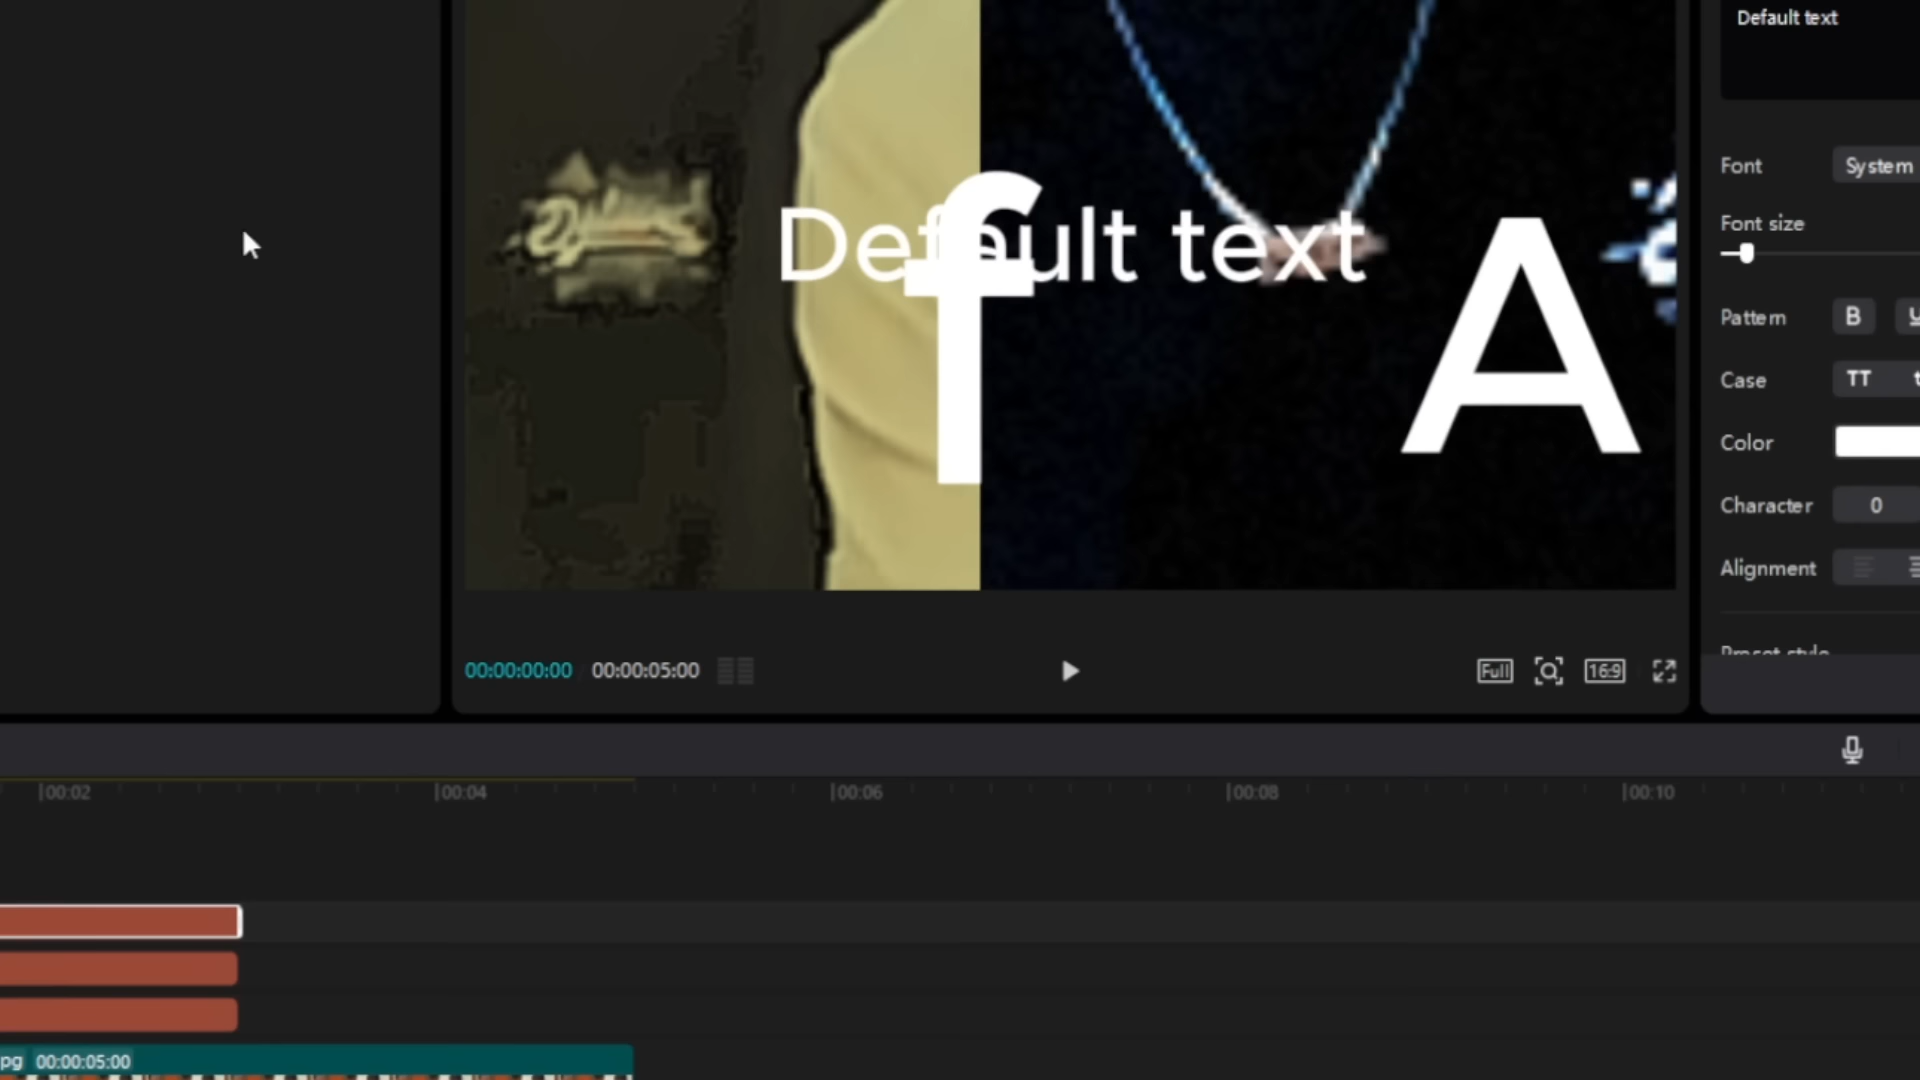 Default text
Default text
f
A
Font System
Font size
Pattern B U
Case TT
Color
Character 0
Alignment
Preset style
00:00:00:00 00:00:05:00
Full 16:9
00:02 00:04 00:06 00:08 00:10
pg 00:00:05:00